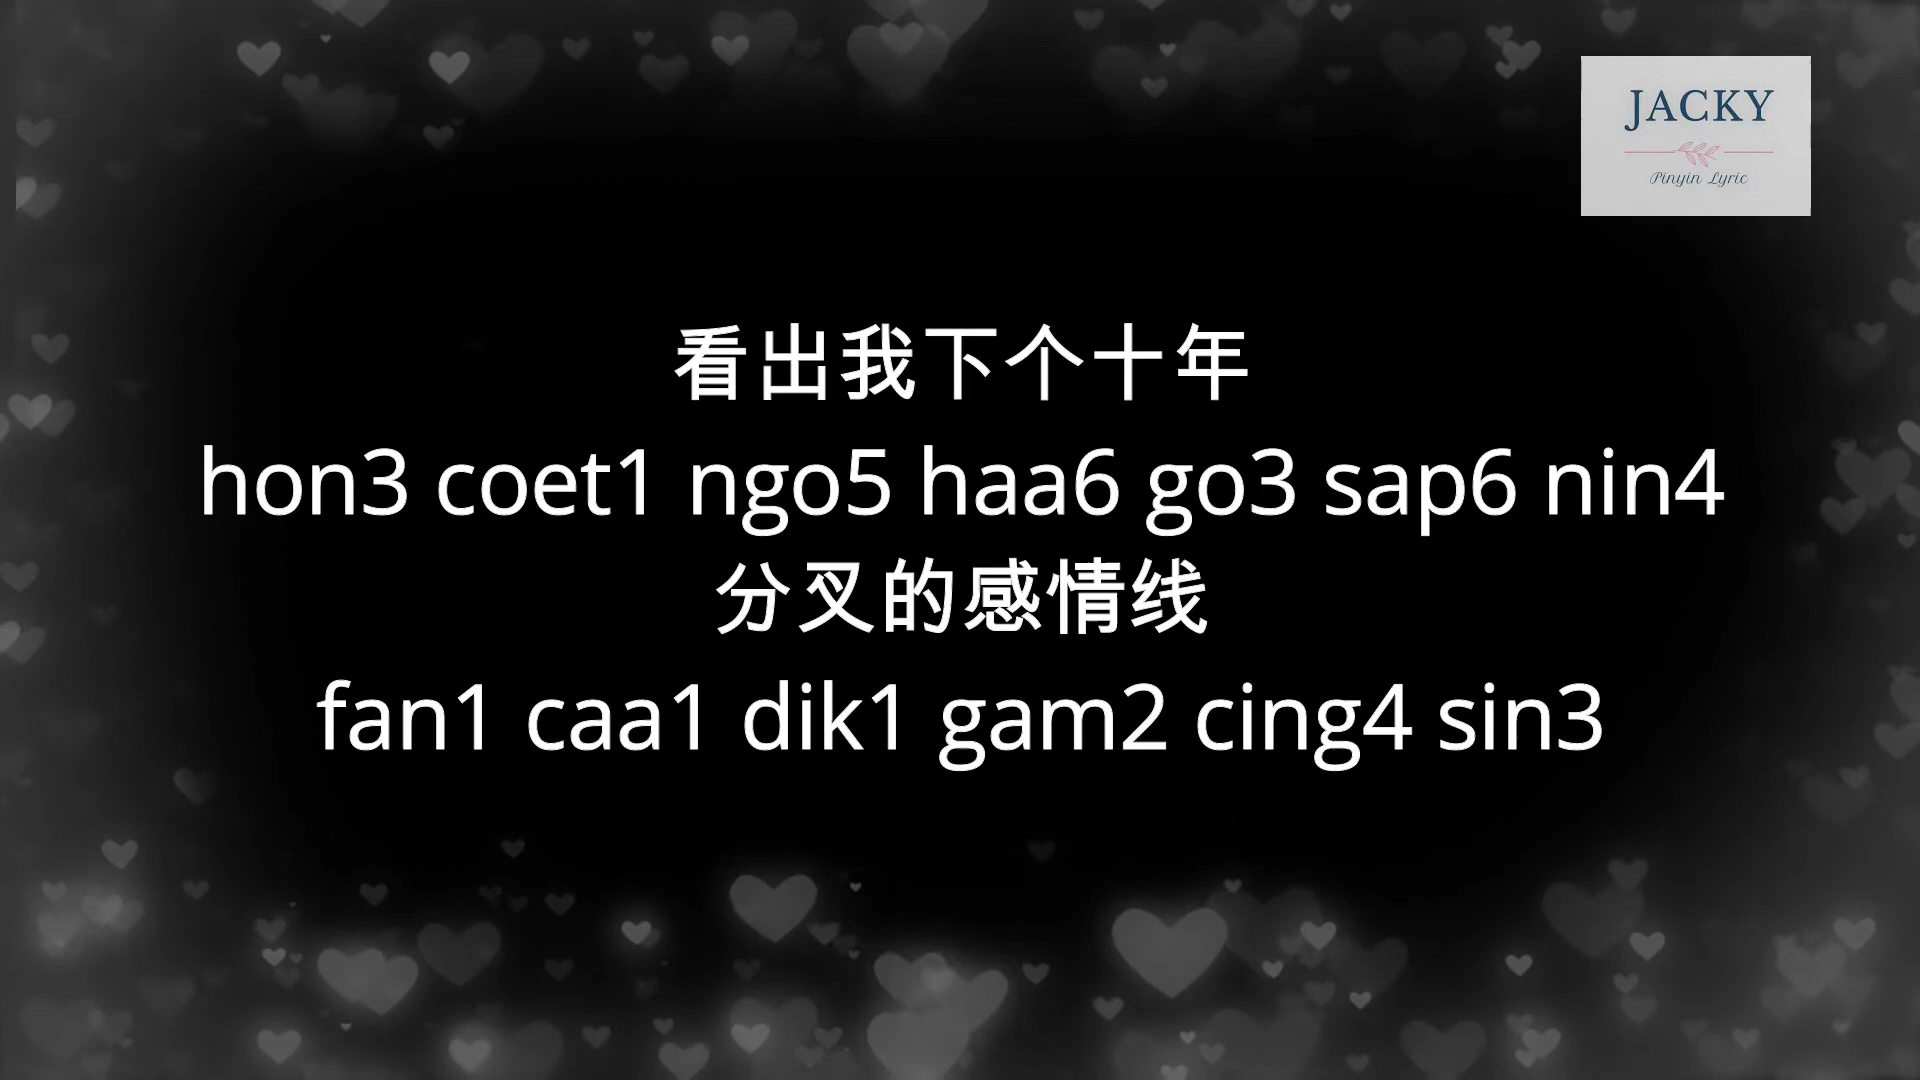 JACKY
Pinyin Lyric
看出我下个十年
hon3 coet1 ngo5 haa6 go3 sap6 nin4
分叉的感情线
fan1 caa1 dik1 gam2 cing4 sin3